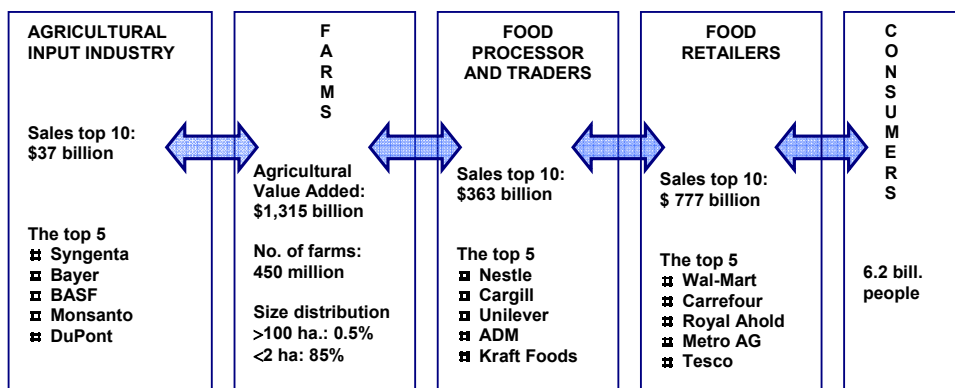 AGRICULTURAL
INPUT INDUSTRY
Sales top 10:
$37 billion
The top 5
Syngenta
Bayer
BASF
Monsanto
DuPont
F
A
R
M
S
Agricultural
Value Added:
$1,315 billion
No. of farms:
450 million
Size distribution
>100 ha.: 0.5%
<2 ha: 85%
FOOD
PROCESSOR
AND TRADERS
Sales top 10:
$363 billion
The top 5
Nestle
Cargill
Unilever
ADM
Kraft Foods
FOOD
RETAILERS
Sales top 10:
$ 777 billion
The top 5
Wal-Mart
Carrefour
Royal Ahold
Metro AG
Tesco
C
O
N
S
U
M
E
R
S
6.2 bill.
people